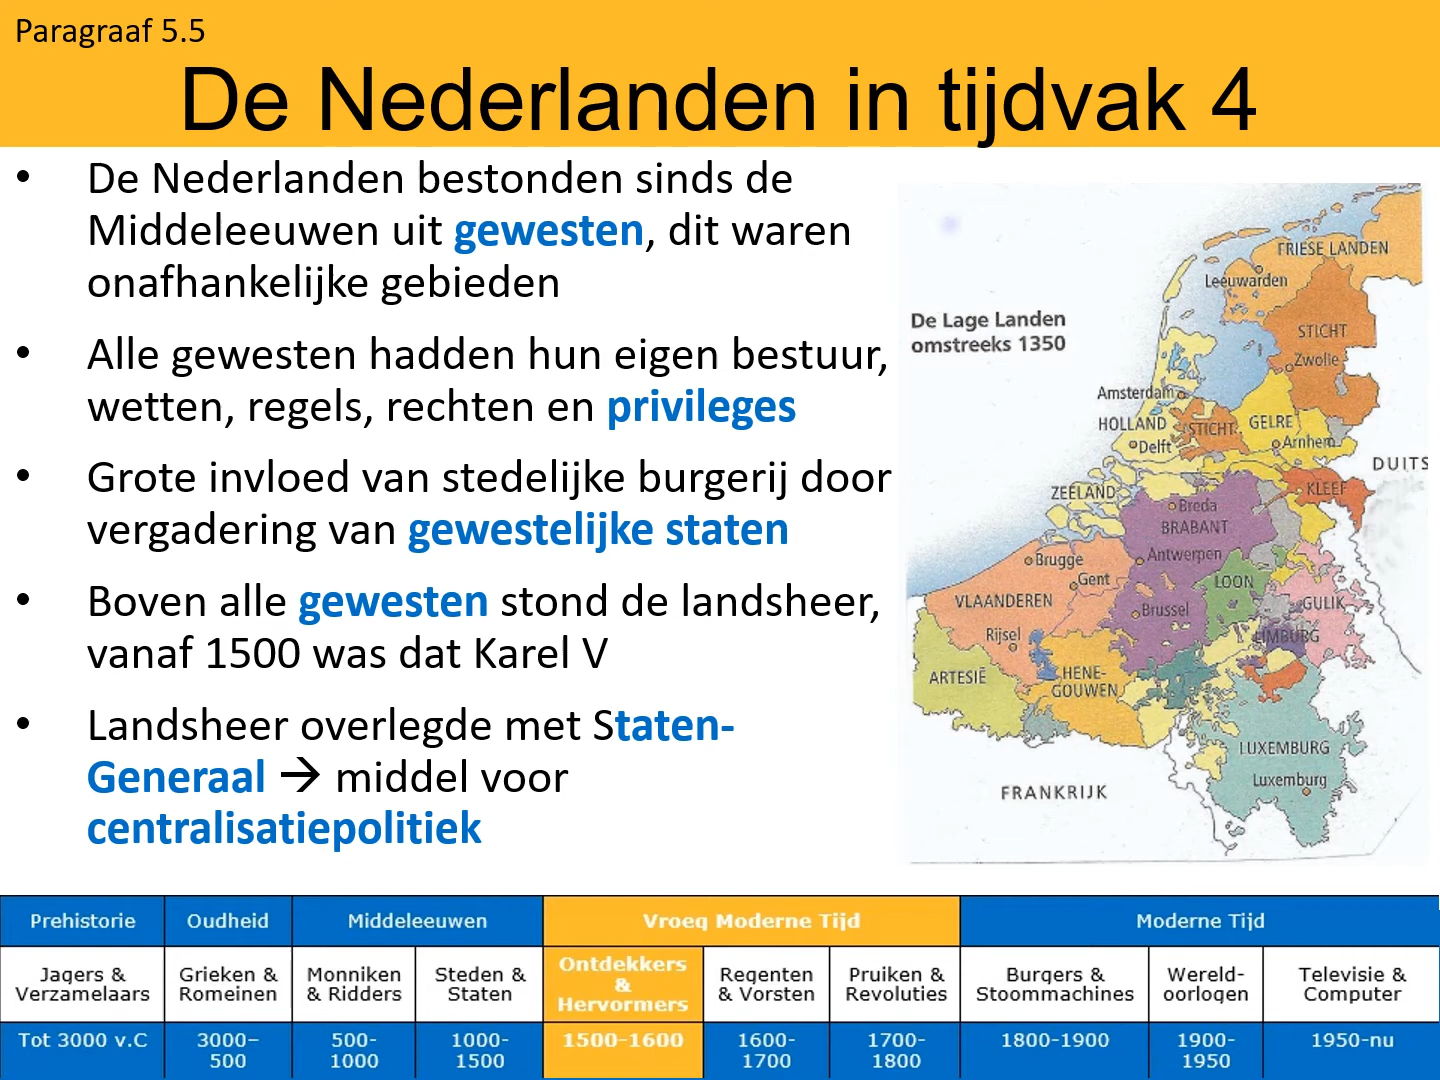 Paragraaf 5.5
De Nederlanden in tijdvak 4
• De Nederlanden bestonden sinds de
Middeleeuwen uit gewesten, dit waren
onafhankelijke gebieden
• Alle gewesten hadden hun eigen bestuur,
wetten, regels, rechten en privileges
• Grote invloed van stedelijke burgerij door
vergadering van gewestelijke staten
• Boven alle gewesten stond de landsheer,
vanaf 1500 was dat Karel V
• Landsheer overlegde met Staten-
Generaal → middel voor
centralisatiepolitiek
De Lage Landen
omstreeks 1350
FRIESE LANDEN
Leeuwarden
STICHT
Zwolle
Amsterdam
HOLLAND
STICHT
GELRE
Delft
Arnhem
DUITS
ZEELAND
KLEEF
Breda
BRABANT
Brugge
Antwerpen
Gent
LOON
VLAANDEREN
Brussel
GULIK
Rijsel
LIMBURG
ARTESIË
HENE-
GOUWEN
LUXEMBURG
Luxemburg
FRANKRIJK
Prehistorie Oudheid Middeleeuwen Vroeg Moderne Tijd Moderne Tijd
Jagers &
Verzamelaars
Grieken &
Romeinen
Monniken
& Ridders
Steden &
Staten
Ontdekkers
&
Hervormers
Regenten
& Vorsten
Pruiken &
Revoluties
Burgers &
Stoommachines
Wereld-
oorlogen
Televisie &
Computer
Tot 3000 v.C
3000–
500
500-
1000
1000-
1500
1500-1600
1600-
1700
1700-
1800
1800-1900
1900-
1950
1950-nu